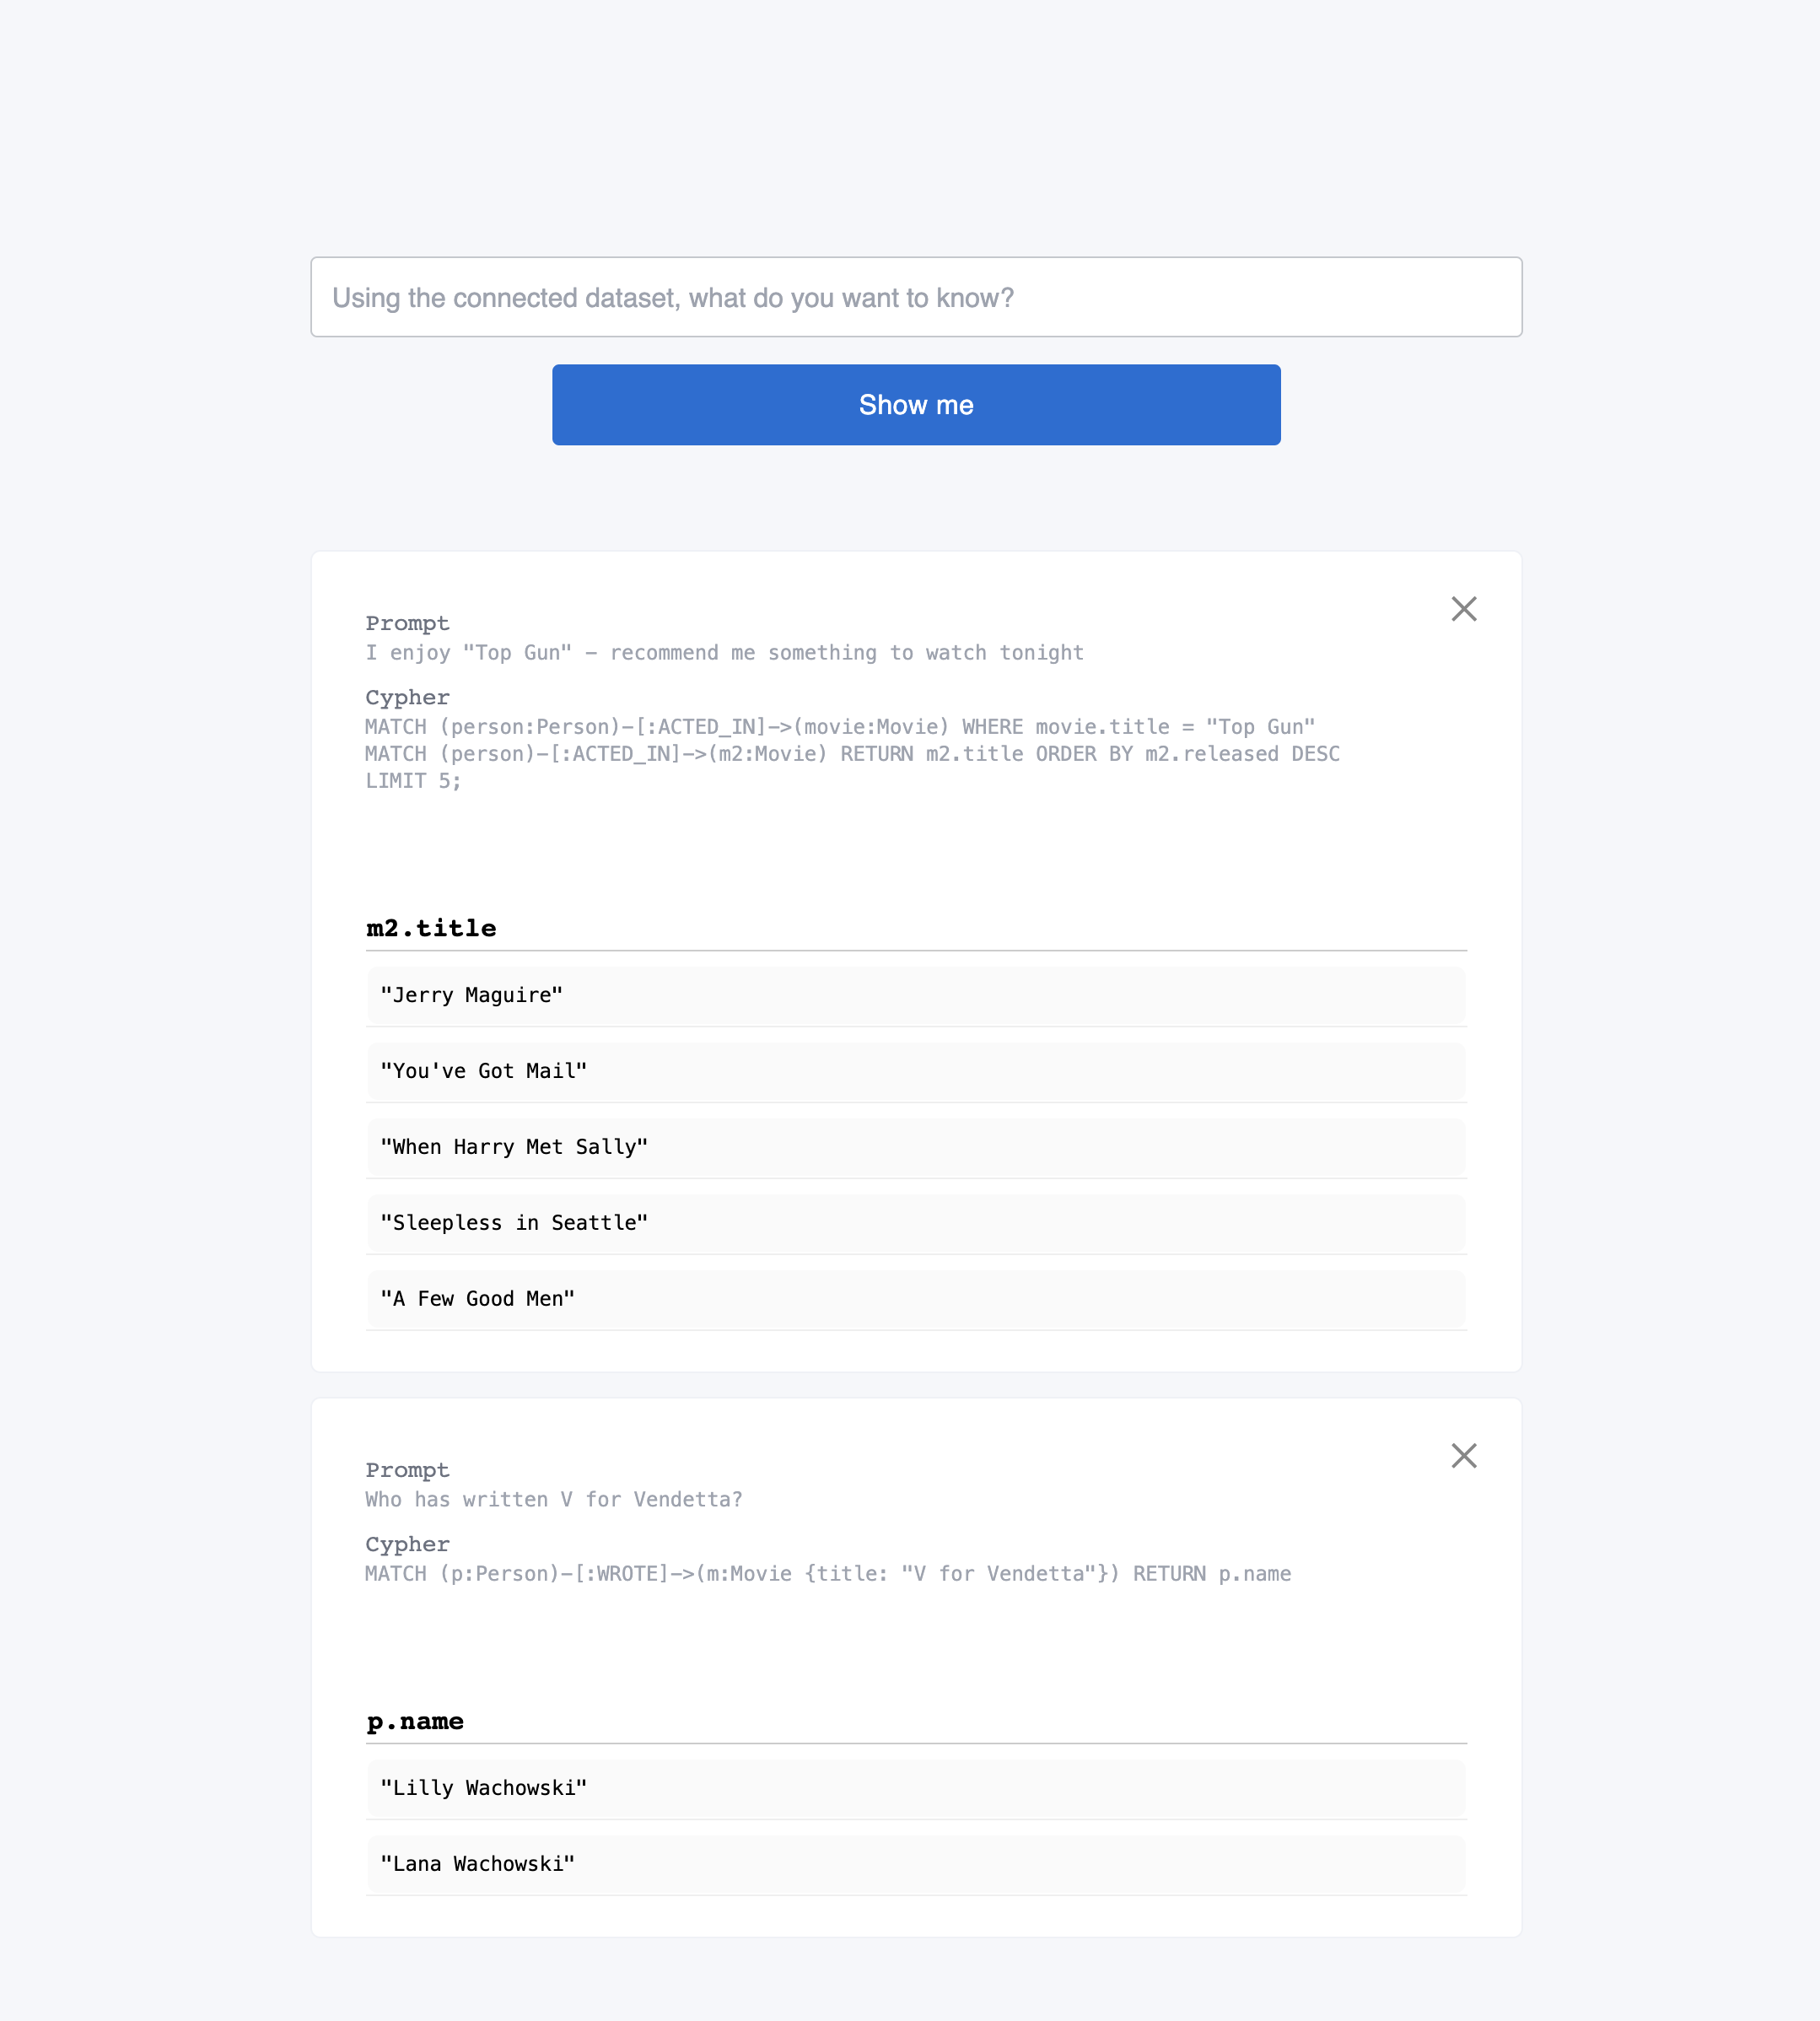 Using the connected dataset, what do you want to know?
Show me
Prompt
I enjoy "Top Gun" – recommend me something to watch tonight
Cypher
MATCH (person:Person)-[:ACTED_IN]->(movie:Movie) WHERE movie.title = "Top Gun"
MATCH (person)-[:ACTED_IN]->(m2:Movie) RETURN m2.title ORDER BY m2.released DESC
LIMIT 5;
m2.title
"Jerry Maguire"
"You've Got Mail"
"When Harry Met Sally"
"Sleepless in Seattle"
"A Few Good Men"
Prompt
Who has written V for Vendetta?
Cypher
MATCH (p:Person)-[:WROTE]->(m:Movie {title: "V for Vendetta"}) RETURN p.name
p.name
"Lilly Wachowski"
"Lana Wachowski"